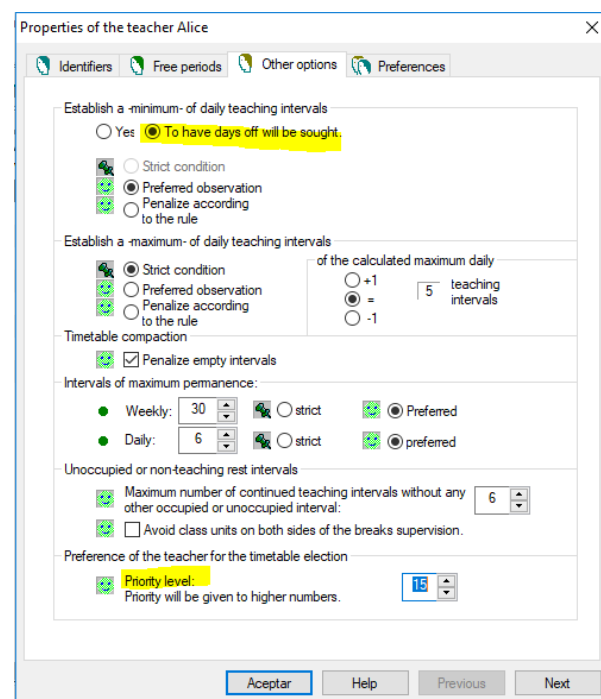 Properties of the teacher Alice
Identifiers Free periods Other options Preferences
Establish a -minimum- of daily teaching intervals
Yes To have days off will be sought.
Strict condition
Preferred observation
Penalize according
to the rule
Establish a -maximum- of daily teaching intervals
of the calculated maximum daily
Strict condition
Preferred observation
Penalize according
to the rule
+1
=
-1
5 teaching
intervals
Timetable compaction
Penalize empty intervals
Intervals of maximum permanence:
Weekly: 30 strict Preferred
Daily: 6 strict preferred
Unoccupied or non-teaching rest intervals
Maximum number of continued teaching intervals without any
other occupied or unoccupied interval:
6
Avoid class units on both sides of the breaks supervision.
Preference of the teacher for the timetable election
Priority level:
Priority will be given to higher numbers.
15
Aceptar Help Previous Next